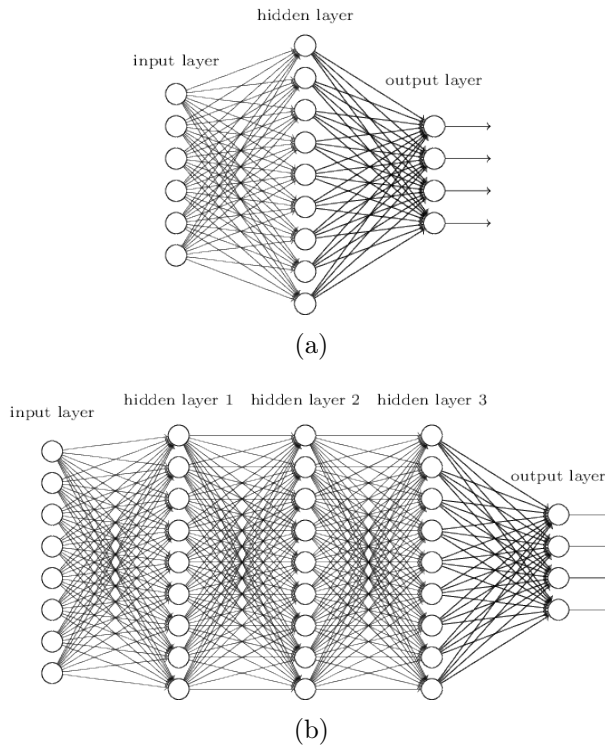 hidden layer
input layer
output layer
(a)
hidden layer 1 hidden layer 2 hidden layer 3
input layer
output layer
(b)